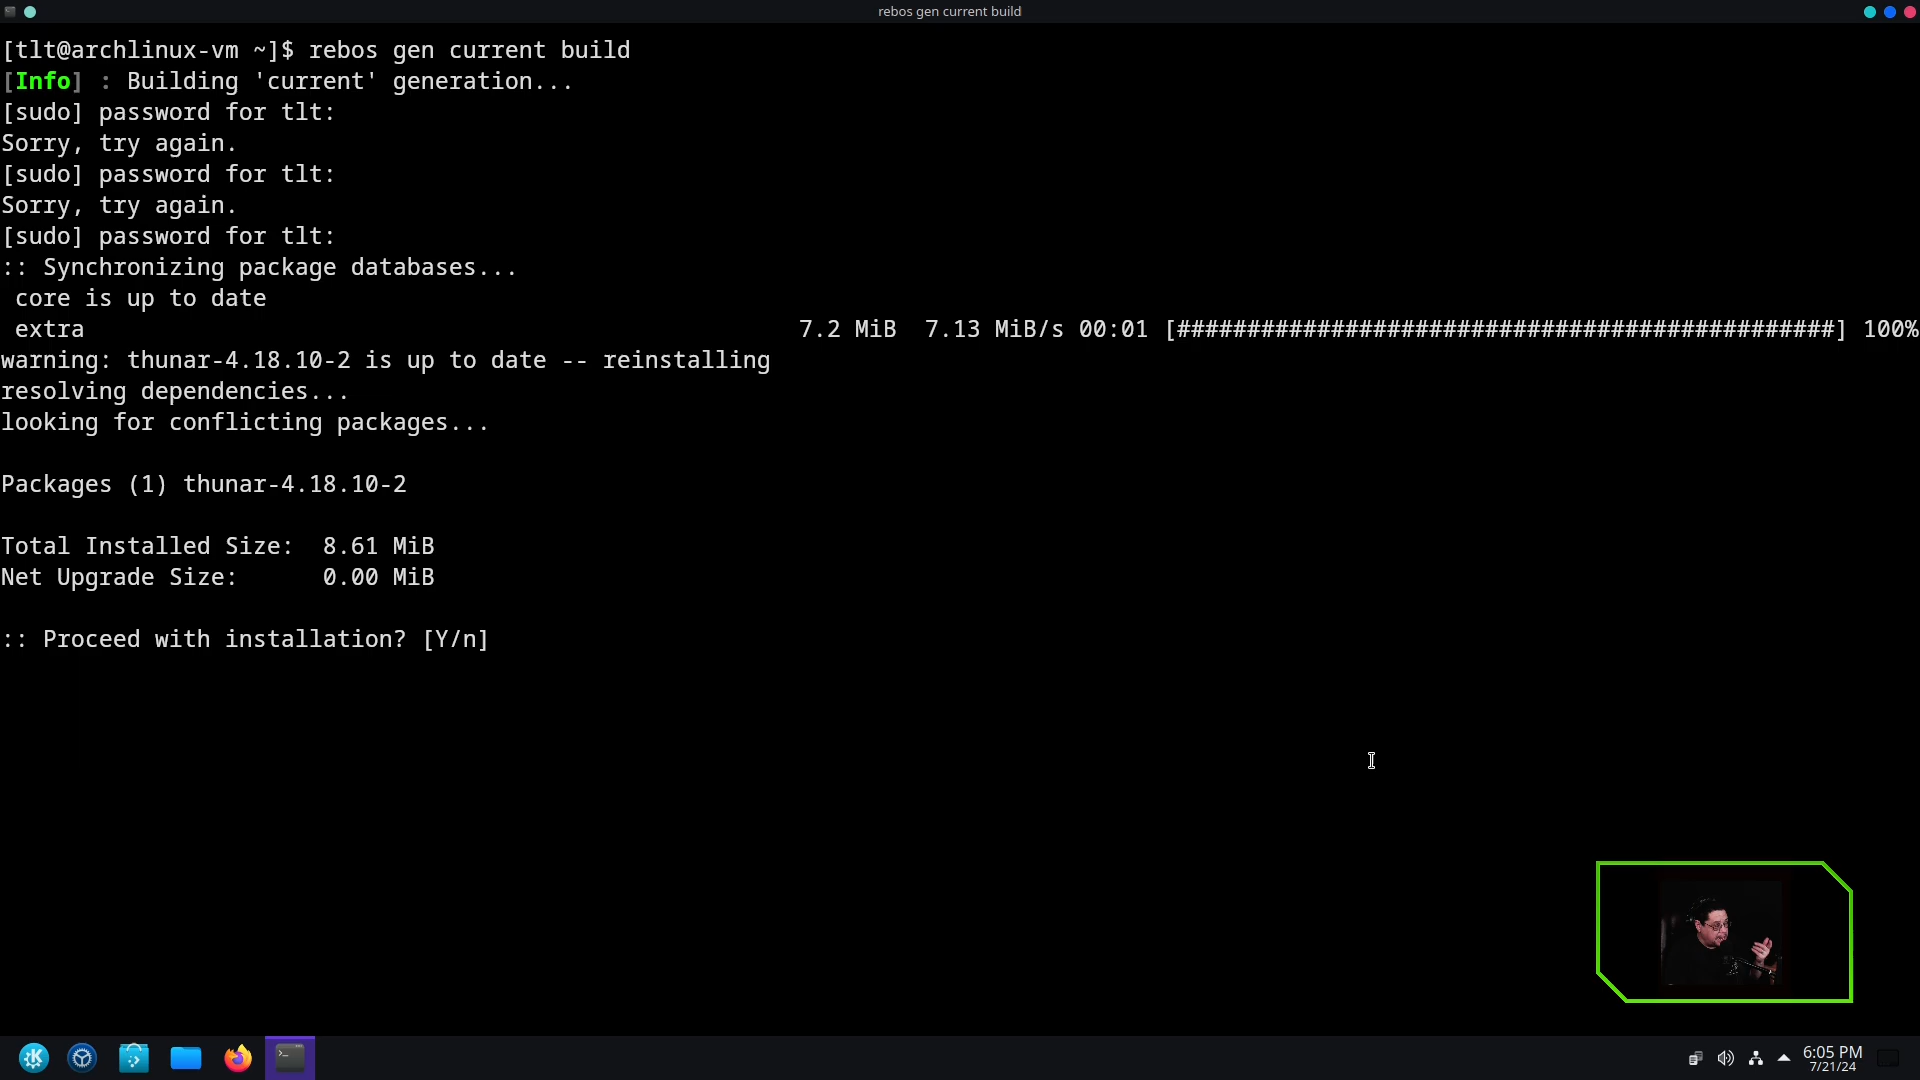 rebos gen current build
[tlt@archlinux-vm ~]$ rebos gen current build
[Info] : Building 'current' generation...
[sudo] password for tlt:
Sorry, try again.
[sudo] password for tlt:
Sorry, try again.
[sudo] password for tlt:
:: Synchronizing package databases...
core is up to date
extra 7.2 MiB 7.13 MiB/s 00:01 [###############################################] 100%
warning: thunar-4.18.10-2 is up to date -- reinstalling
resolving dependencies...
looking for conflicting packages...
Packages (1) thunar-4.18.10-2
Total Installed Size: 8.61 MiB
Net Upgrade Size: 0.00 MiB
:: Proceed with installation? [Y/n]
6:05 PM
7/21/24